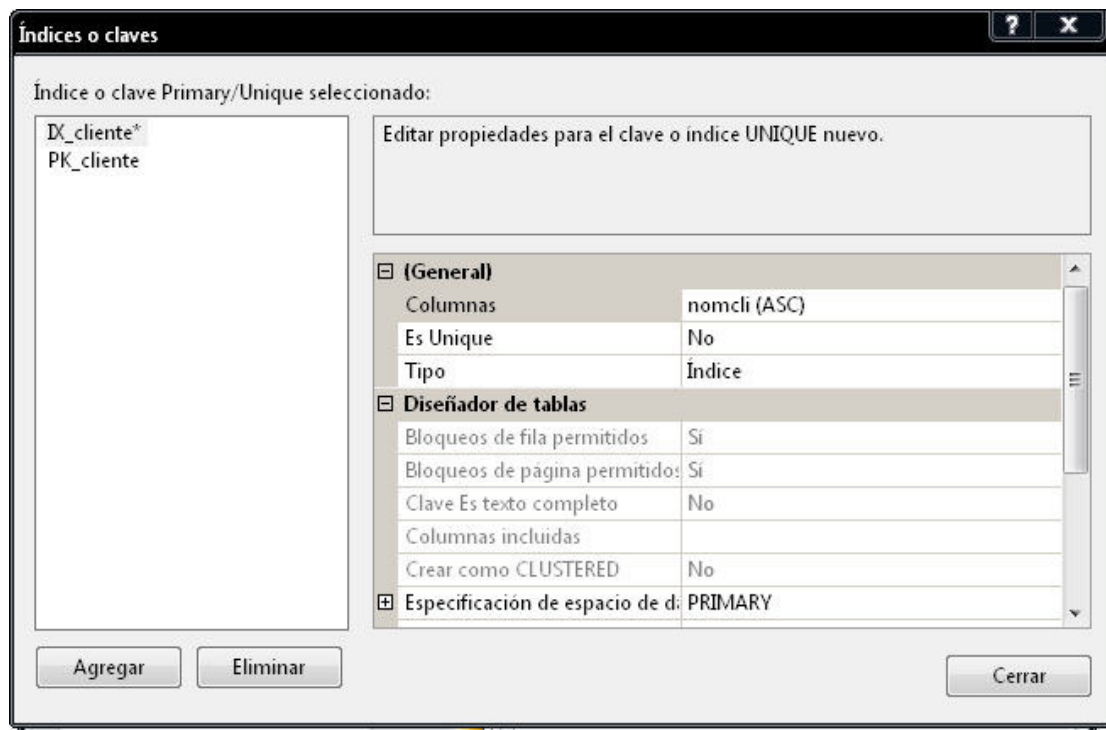 Índices o claves
Índice o clave Primary/Unique seleccionado:
IX_cliente*
PK_cliente
Editar propiedades para el clave o índice UNIQUE nuevo.
(General)
Columnas nomcli (ASC)
Es Unique No
Tipo Índice
Diseñador de tablas
Bloqueos de fila permitidos Sí
Bloqueos de página permitidos Sí
Clave Es texto completo No
Columnas incluidas
Crear como CLUSTERED No
Especificación de espacio de da PRIMARY
Agregar Eliminar
Cerrar